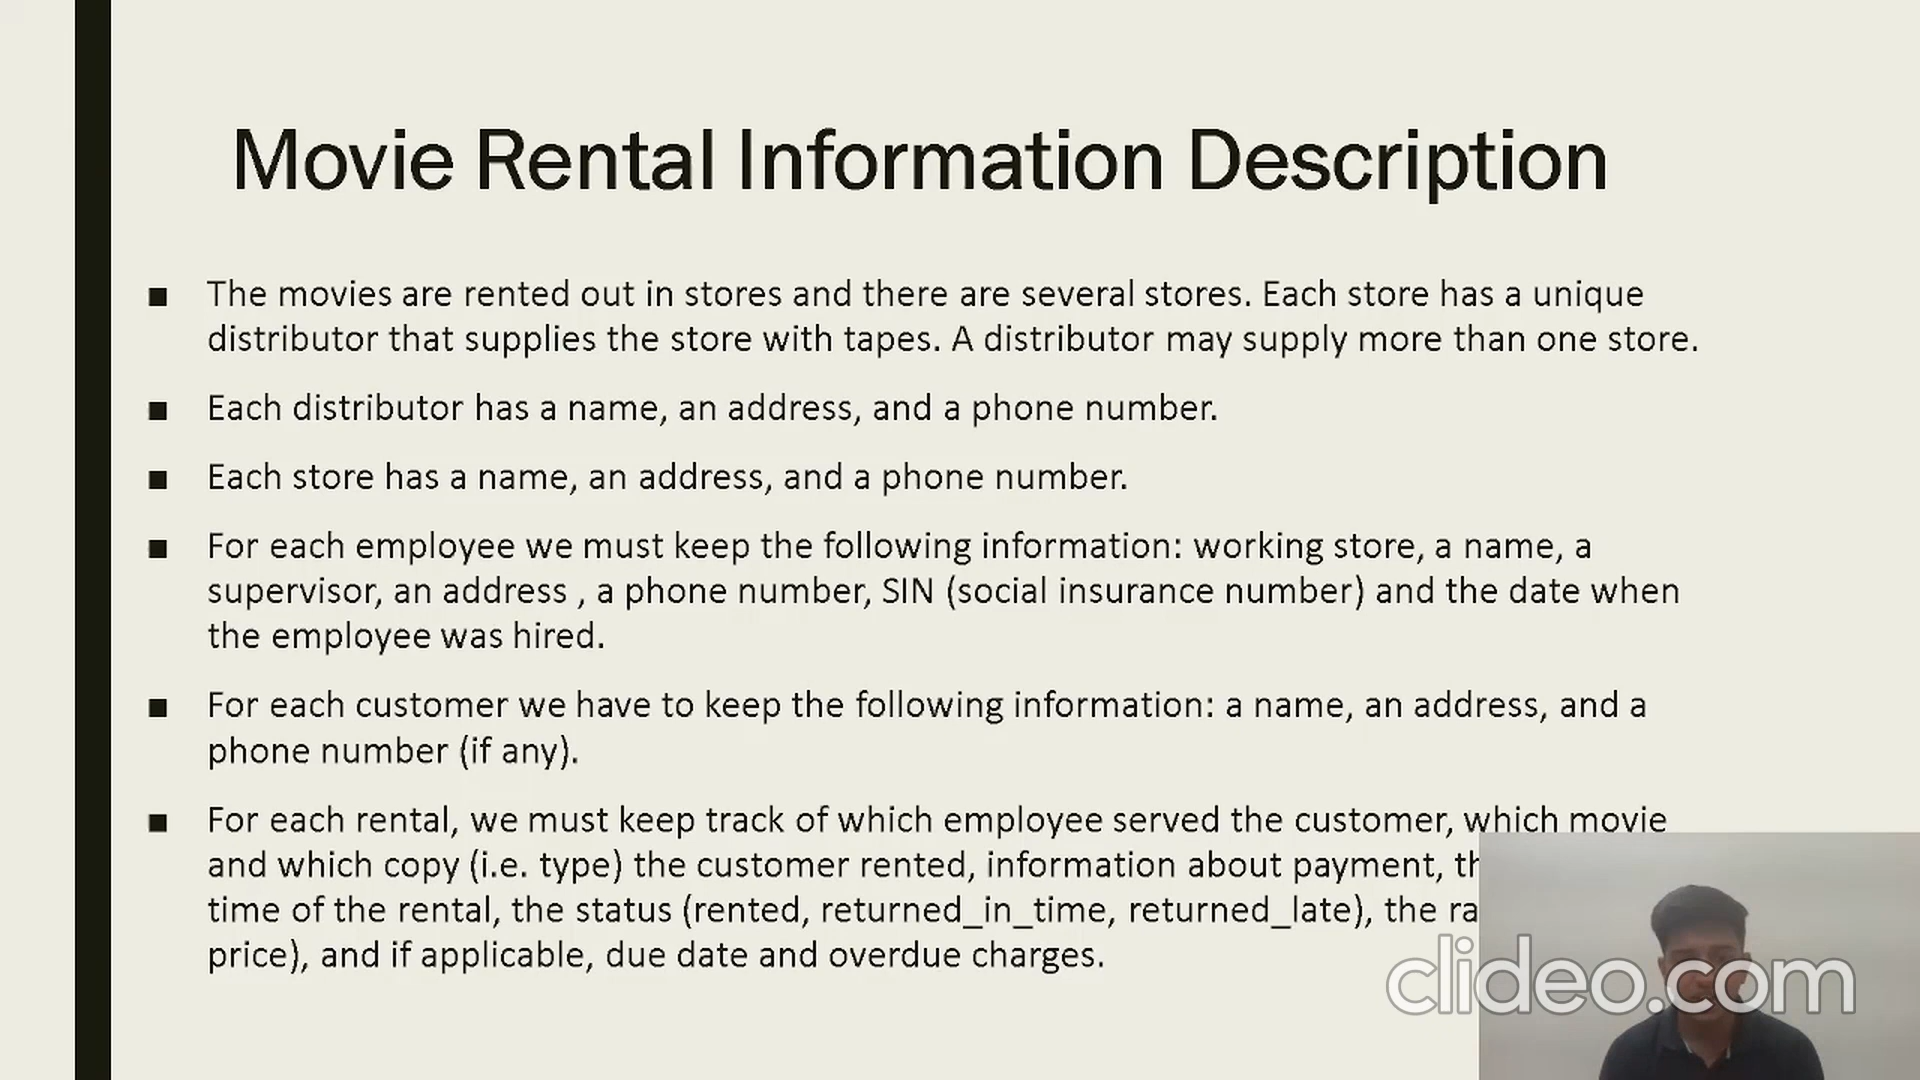 Movie Rental Information Description
■ The movies are rented out in stores and there are several stores. Each store has a unique
distributor that supplies the store with tapes. A distributor may supply more than one store.
■ Each distributor has a name, an address, and a phone number.
■ Each store has a name, an address, and a phone number.
■ For each employee we must keep the following information: working store, a name, a
supervisor, an address , a phone number, SIN (social insurance number) and the date when
the employee was hired.
■ For each customer we have to keep the following information: a name, an address, and a
phone number (if any).
■ For each rental, we must keep track of which employee served the customer, which movie
and which copy (i.e. type) the customer rented, information about payment,
time of the rental, the status (rented, returned_in_time, returned_late), the
price), and if applicable, due date and overdue charges.
clideo.com